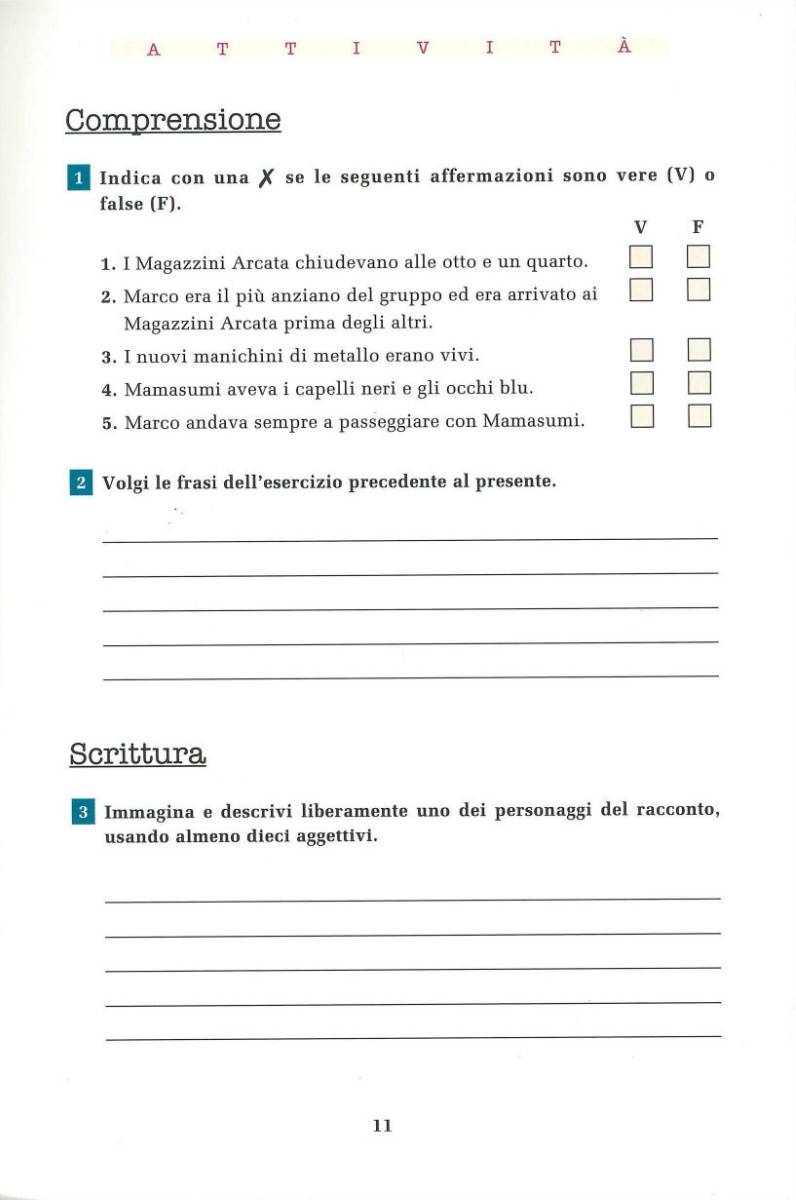 A T T I V I T À
Comprensione
1 Indica con una ✗ se le seguenti affermazioni sono vere (V) o
false (F).
V F
1. I Magazzini Arcata chiudevano alle otto e un quarto.
2. Marco era il più anziano del gruppo ed era arrivato ai
Magazzini Arcata prima degli altri.
3. I nuovi manichini di metallo erano vivi.
4. Mamasumi aveva i capelli neri e gli occhi blu.
5. Marco andava sempre a passeggiare con Mamasumi.
2 Volgi le frasi dell'esercizio precedente al presente.
Scrittura
3 Immagina e descrivi liberamente uno dei personaggi del racconto,
usando almeno dieci aggettivi.
11